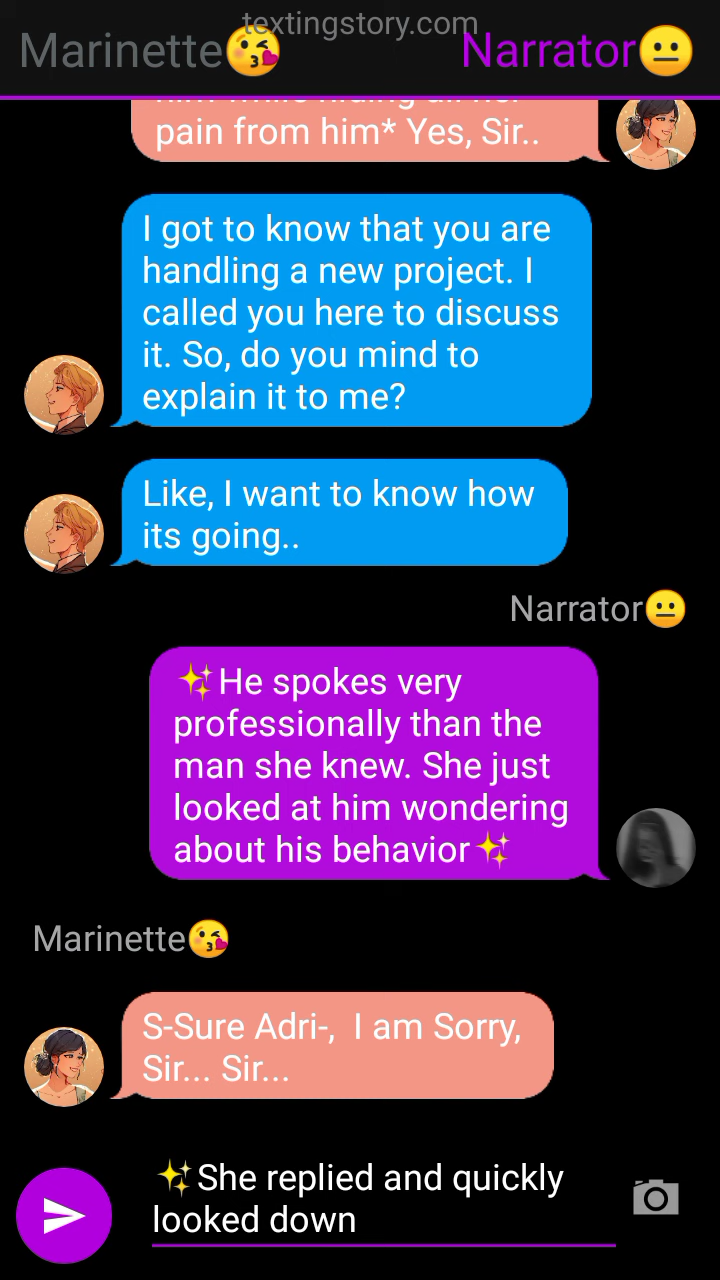 textingstory.com
Marinette😘 Narrator😐
pain from him* Yes, Sir..
I got to know that you are
handling a new project. I
called you here to discuss
it. So, do you mind to
explain it to me?
Like, I want to know how
its going..
Narrator😐
✨He spokes very
professionally than the
man she knew. She just
looked at him wondering
about his behavior✨
Marinette😘
S-Sure Adri-, I am Sorry,
Sir... Sir...
✨She replied and quickly
looked down